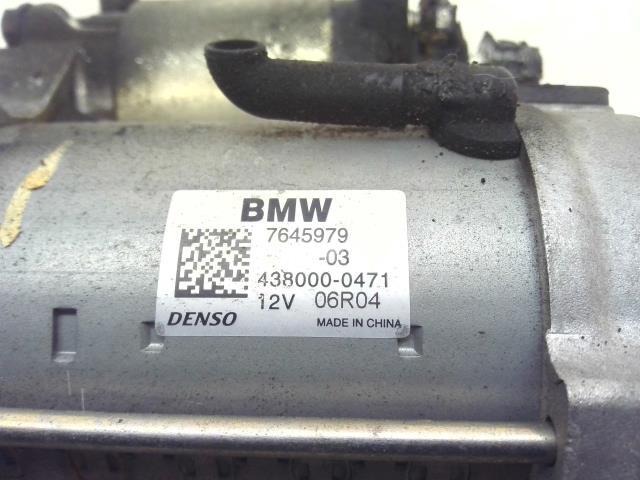 BMW
7645979
-03
438000-0471
12V 06R04
DENSO MADE IN CHINA